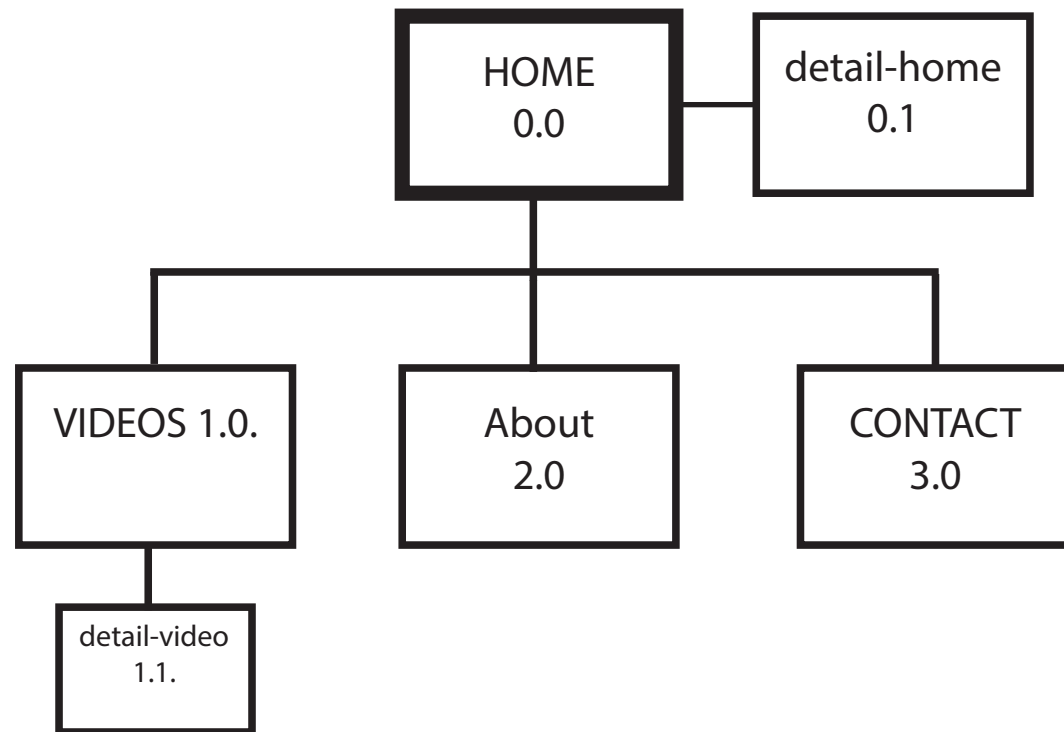 HOME
0.0
detail-home
0.1
VIDEOS 1.0.
About
2.0
CONTACT
3.0
detail-video
1.1.